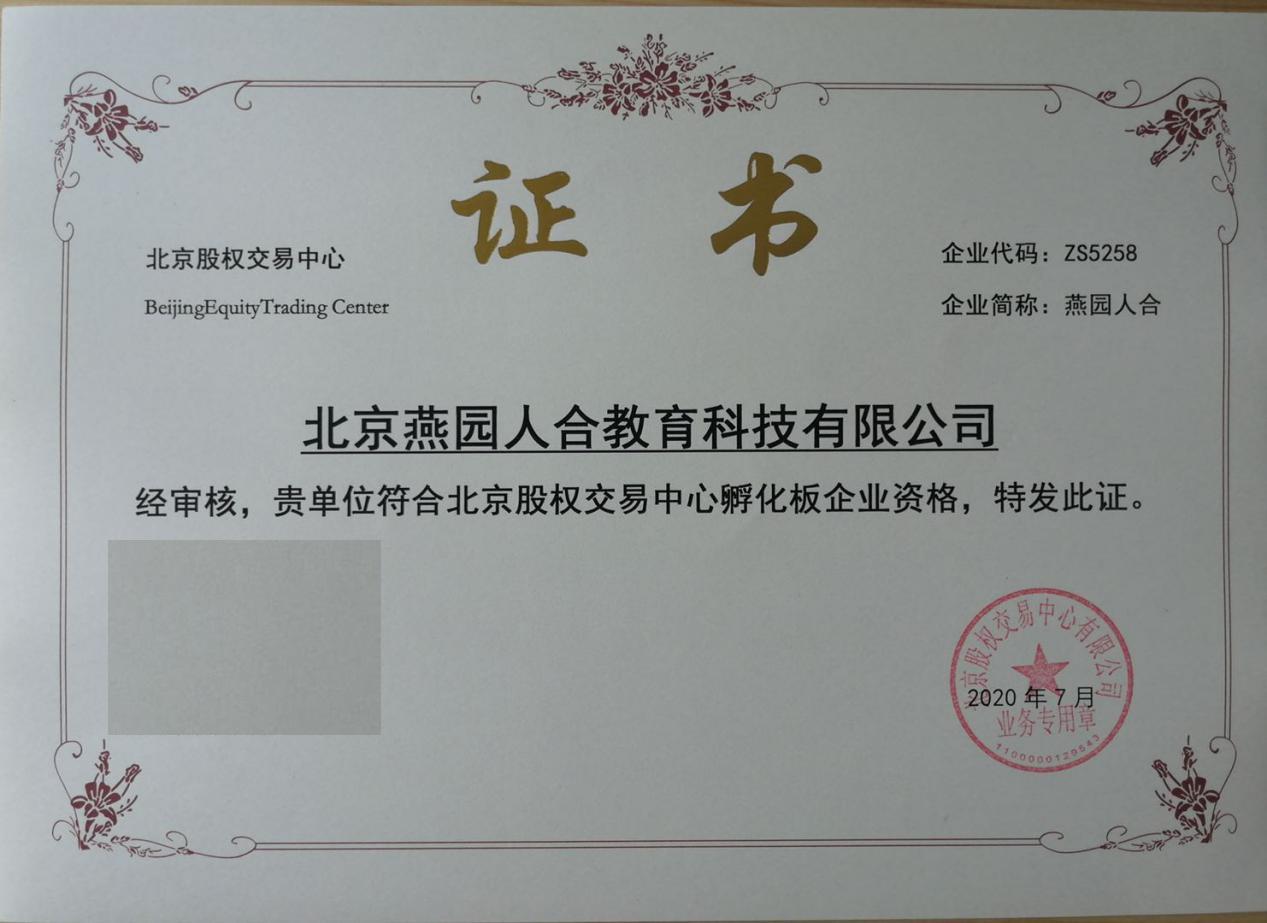 证 书
北京股权交易中心
BeijingEquityTrading Center
企业代码：ZS5258
企业简称：燕园人合
北京燕园人合教育科技有限公司
经审核，贵单位符合北京股权交易中心孵化板企业资格，特发此证。
北京股权交易中心有限公司
2020 年 7 月
业务专用章
1100000129543